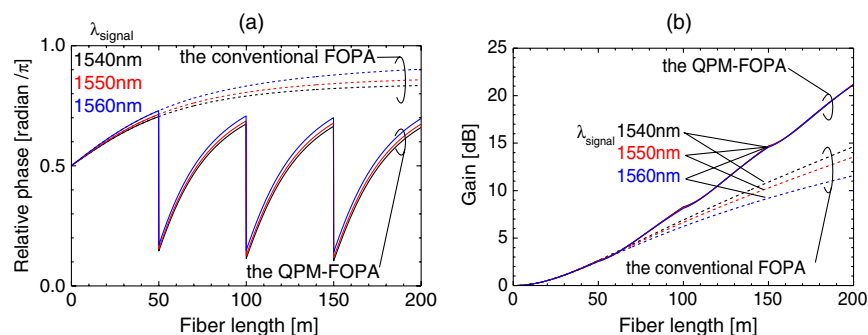 (a)
λsignal
1540nm
1550nm
1560nm
the conventional FOPA
the QPM-FOPA
Relative phase [radian /π]
1.0
0.5
0.0
0
50
100
150
200
Fiber length [m]
(b)
the QPM-FOPA
λsignal
1540nm
1550nm
1560nm
the conventional FOPA
Gain [dB]
25
20
15
10
5
0
0
50
100
150
200
Fiber length [m]